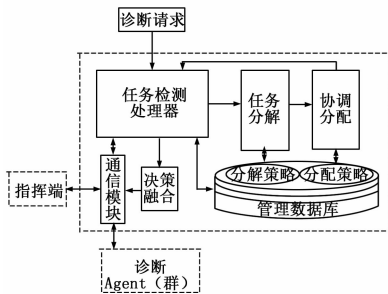 诊断请求
任务检测
处理器
任务
分解
协调
分配
通信模块
决策
融合
分解策略
分配策略
管理数据库
指挥端
诊断
Agent（群）